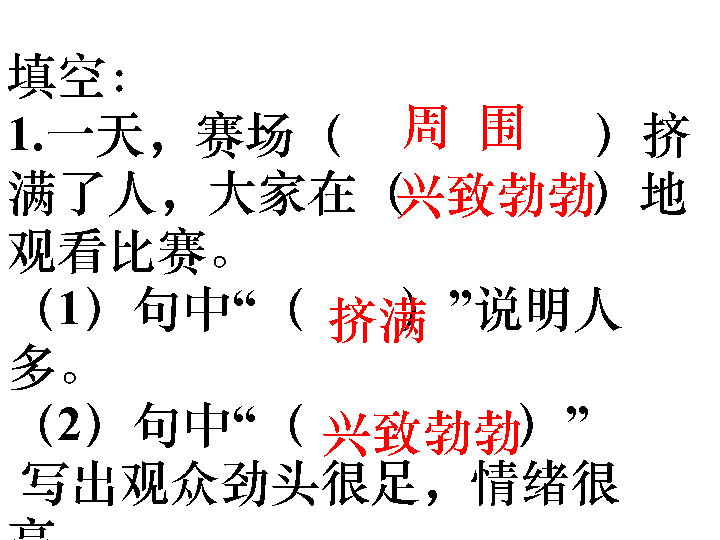 填空：
1.一天，赛场（ 周 围 ）挤
满了人，大家在（兴致勃勃）地
观看比赛。
（1）句中“（ 挤满）”说明人
多。
（2）句中“（ 兴致勃勃）”
写出观众劲头很足，情绪很
高